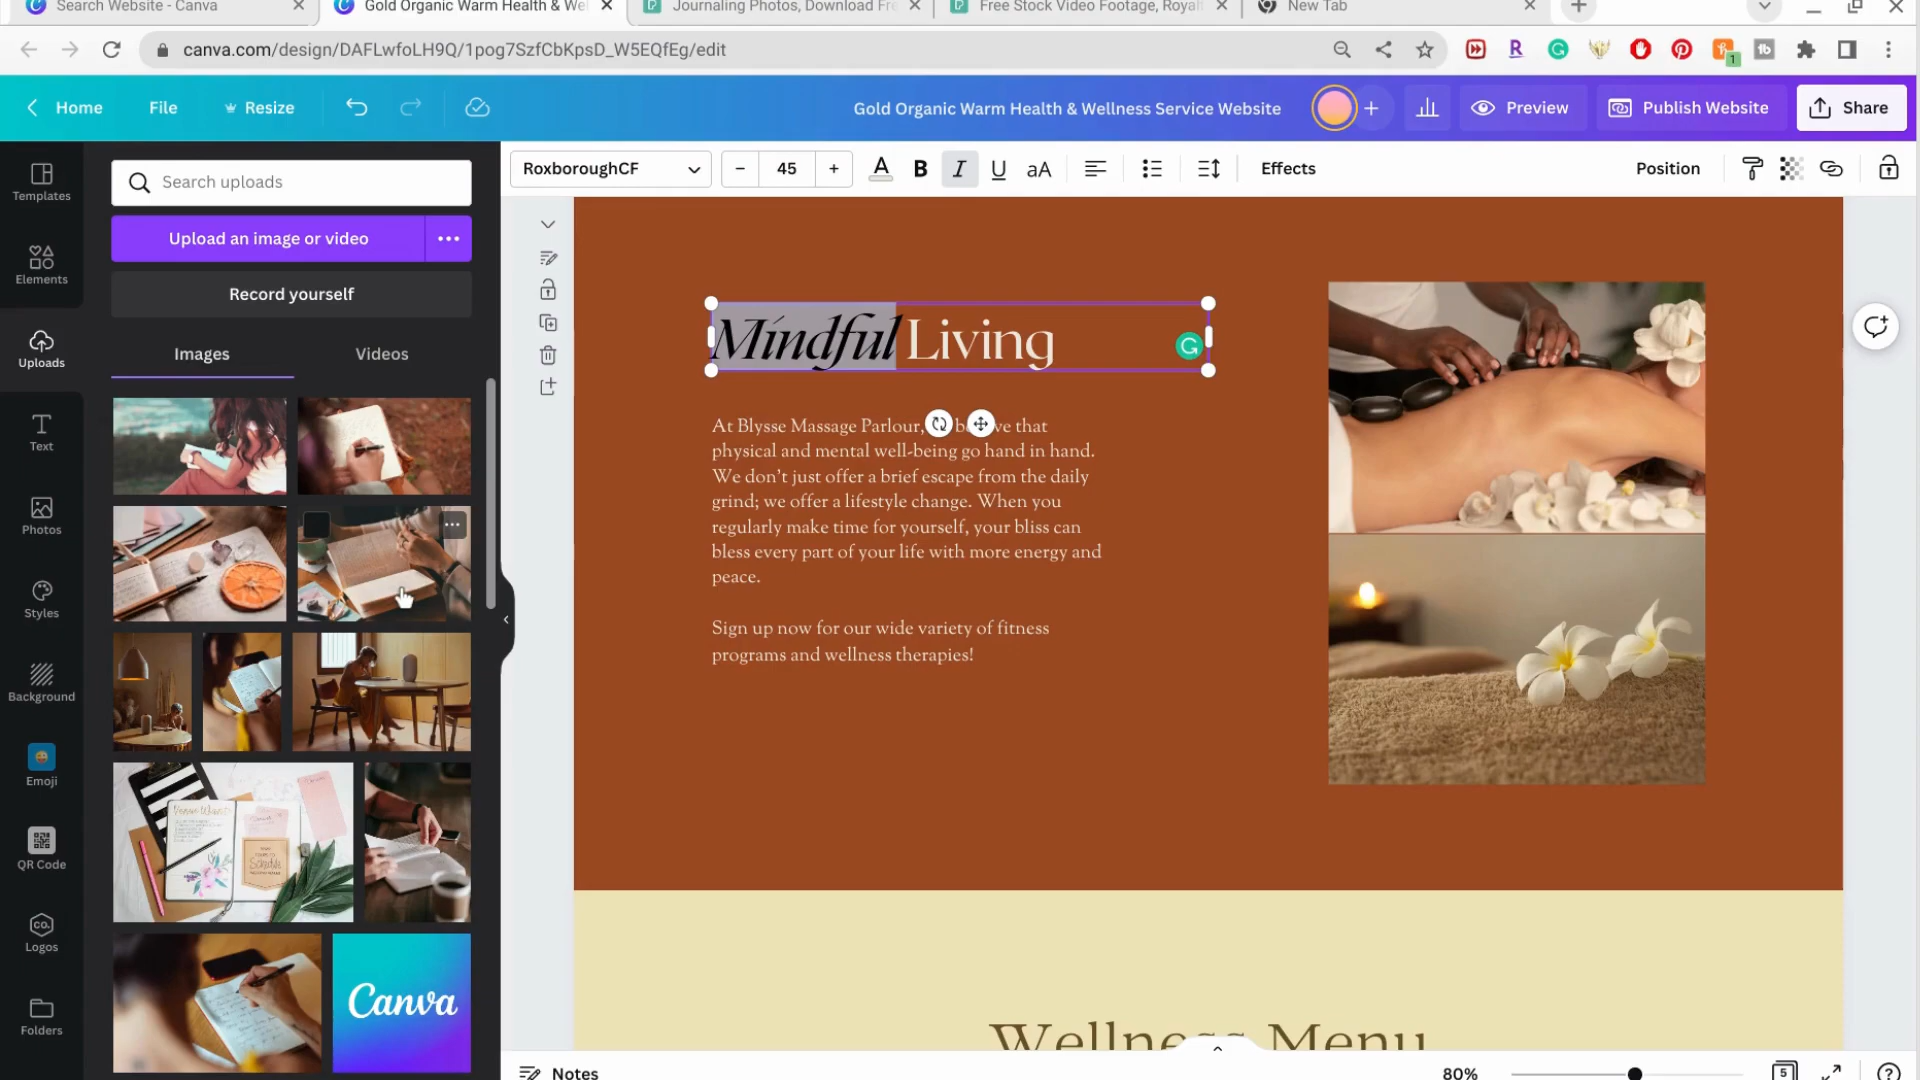 Search Website - Canva
Gold Organic Warm Health & We
Journaling Photos, Download Fre
Free Stock Video Footage, Royal
New Tab
canva.com/design/DAFLwfoLH9Q/1pog7SzfCbKpsD_W5EQfEg/edit
Home
File
Resize
Gold Organic Warm Health & Wellness Service Website
Preview
Publish Website
Share
RoxboroughCF
45
Effects
Position
Templates
Elements
Uploads
Text
Photos
Styles
Background
Emoji
QR Code
Logos
Folders
Search uploads
Upload an image or video
Record yourself
Images
Videos
Canva
Mindful Living
At Blysse Massage Parlour, ve that
physical and mental well-being go hand in hand.
We don't just offer a brief escape from the daily
grind; we offer a lifestyle change. When you
regularly make time for yourself, your bliss can
bless every part of your life with more energy and
peace.
Sign up now for our wide variety of fitness
programs and wellness therapies!
Wellness Menu
Notes
80%
5